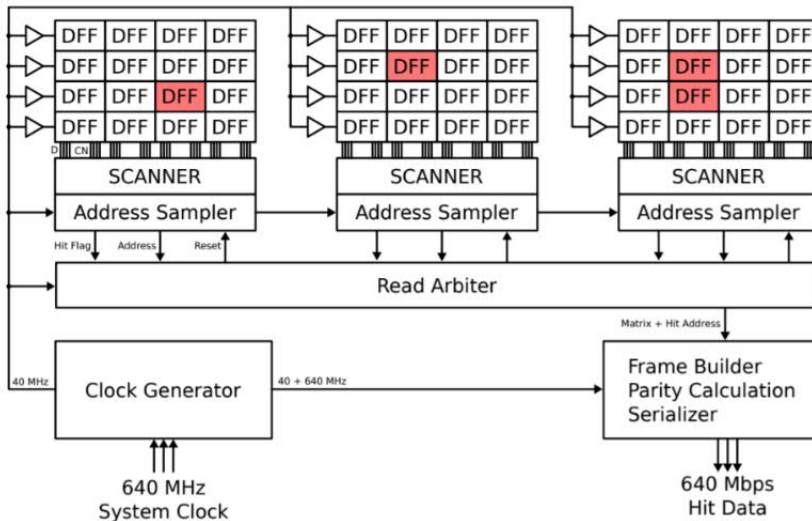 DFF DFF DFF DFF DFF DFF DFF DFF DFF DFF DFF DFF
DFF DFF DFF DFF DFF DFF DFF DFF DFF DFF DFF DFF
DFF DFF DFF DFF DFF DFF DFF DFF DFF DFF DFF DFF
DFF DFF DFF DFF DFF DFF DFF DFF DFF DFF DFF DFF
D CN
SCANNER SCANNER SCANNER
Address Sampler Address Sampler Address Sampler
Hit Flag Address Reset
Read Arbiter
Matrix + Hit Address
40 MHz
Clock Generator
40 + 640 MHz
Frame Builder
Parity Calculation
Serializer
640 MHz
System Clock
640 Mbps
Hit Data